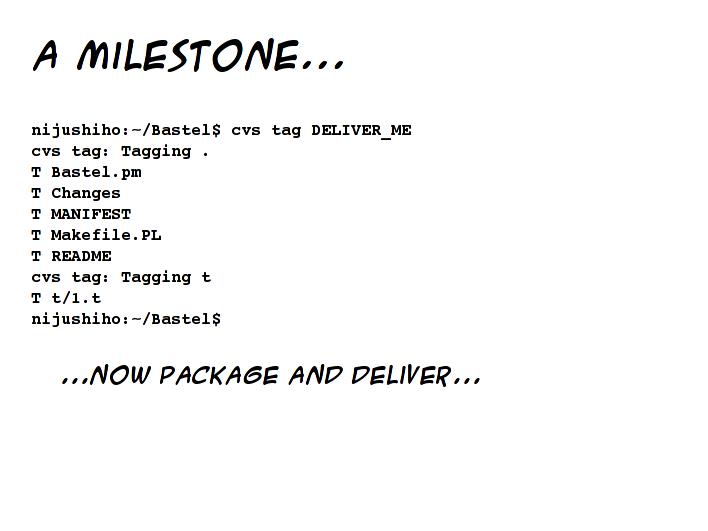 A MILESTONE...
nijushiho:~/Bastel$ cvs tag DELIVER_ME
cvs tag: Tagging .
T Bastel.pm
T Changes
T MANIFEST
T Makefile.PL
T README
cvs tag: Tagging t
T t/1.t
nijushiho:~/Bastel$
...NOW PACKAGE AND DELIVER...